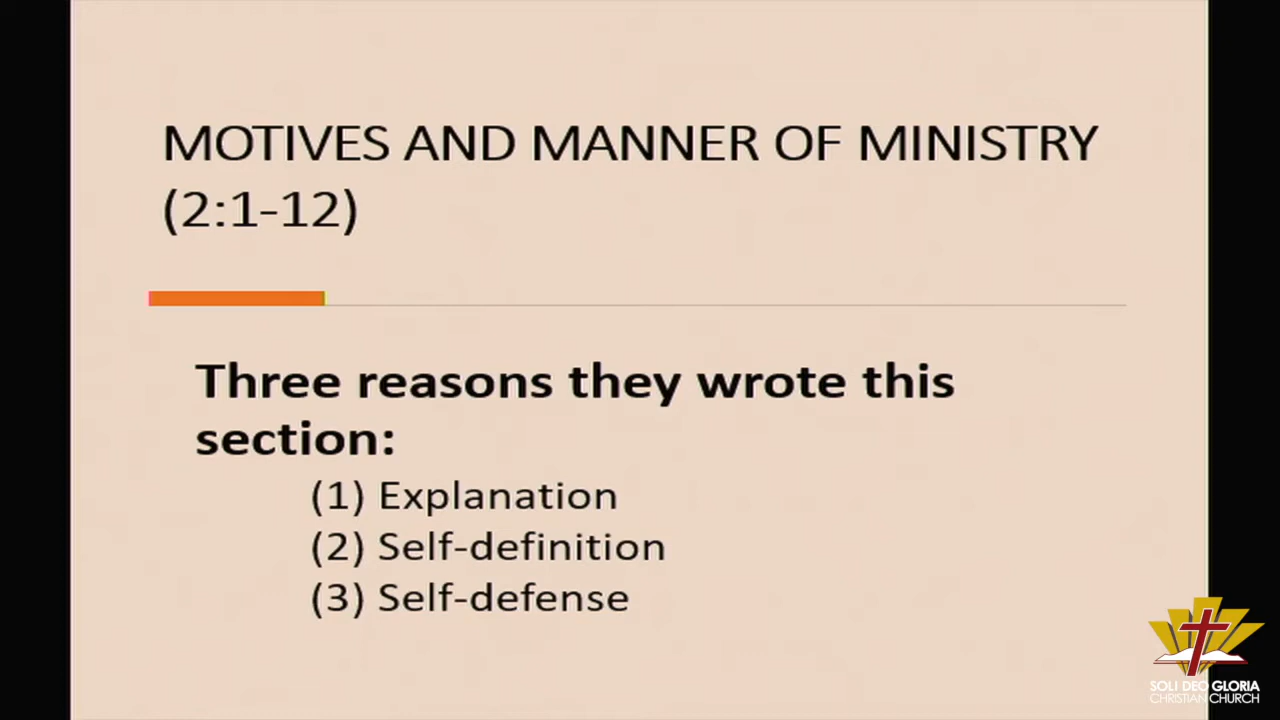 MOTIVES AND MANNER OF MINISTRY
(2:1-12)
Three reasons they wrote this
section:
(1) Explanation
(2) Self-definition
(3) Self-defense
SOLI DEO GLORIA
CHRISTIAN CHURCH